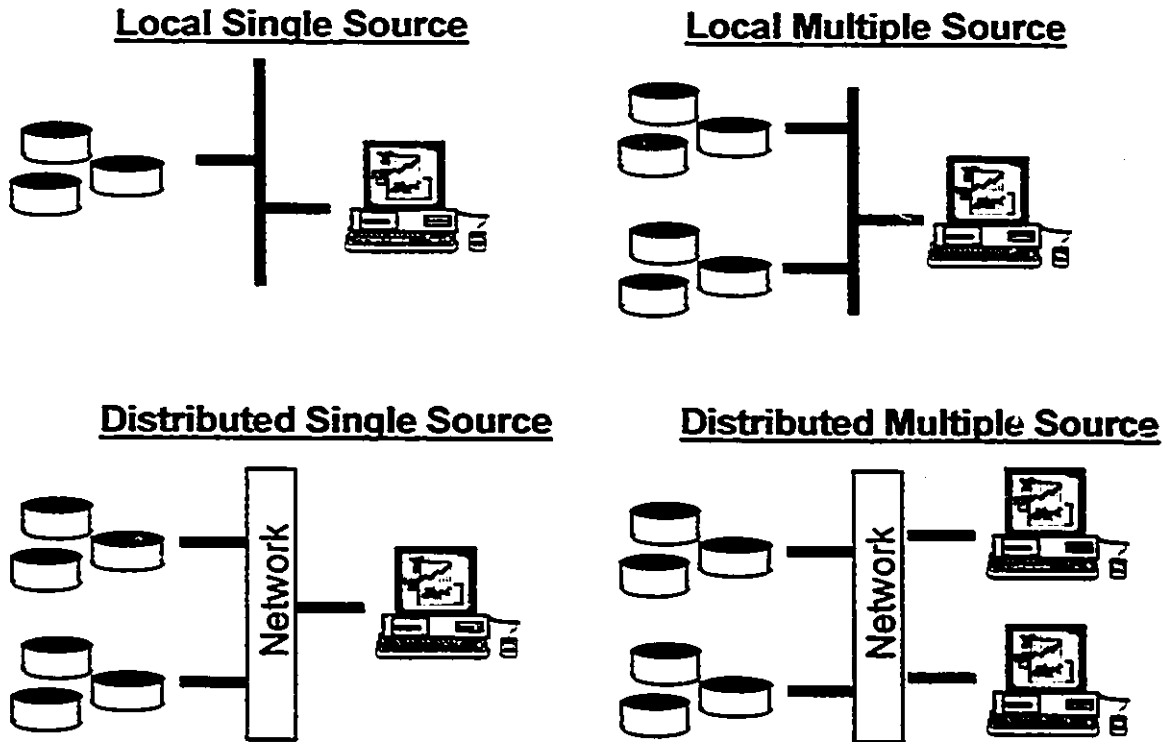 Local Single Source
Local Multiple Source
Distributed Single Source
Distributed Multiple Source
Network
Network